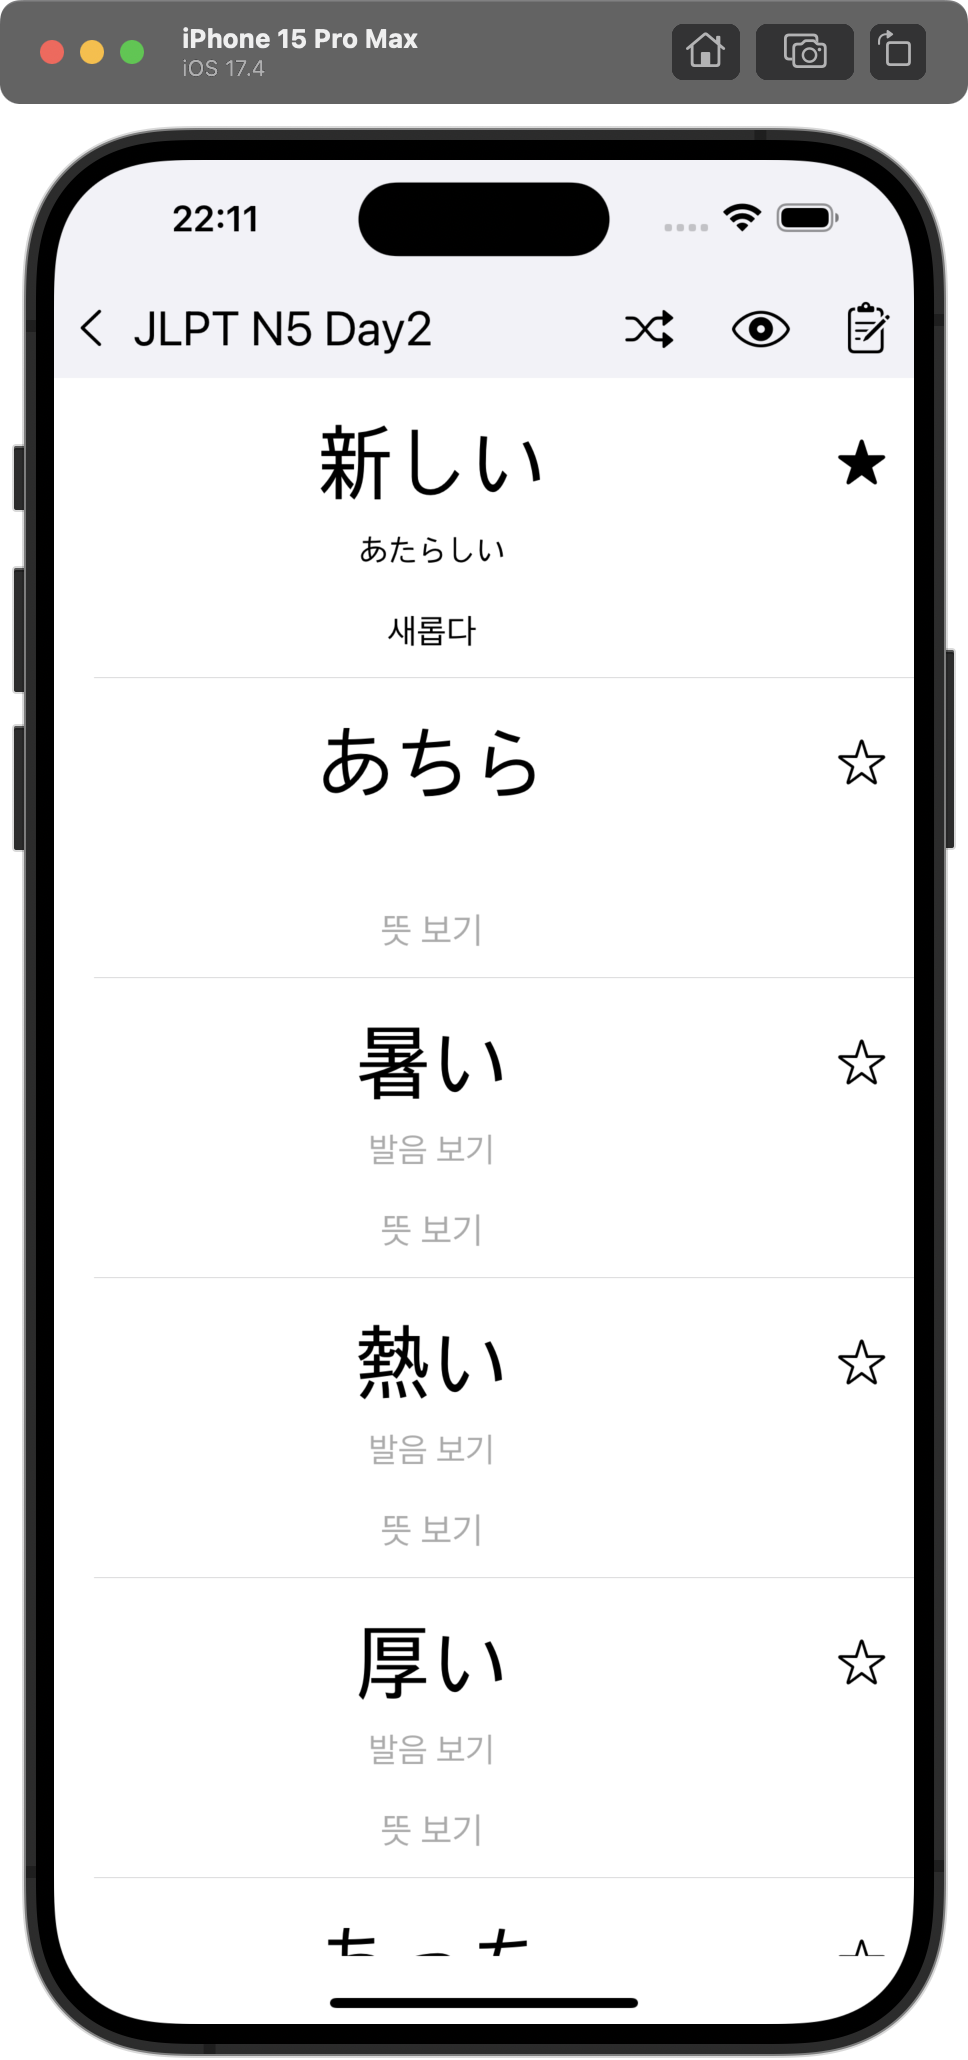 iPhone 15 Pro Max
iOS 17.4
22:11
JLPT N5 Day2
新しい
あたらしい
새롭다
あちら
뜻 보기
暑い
발음 보기
뜻 보기
熱い
발음 보기
뜻 보기
厚い
발음 보기
뜻 보기